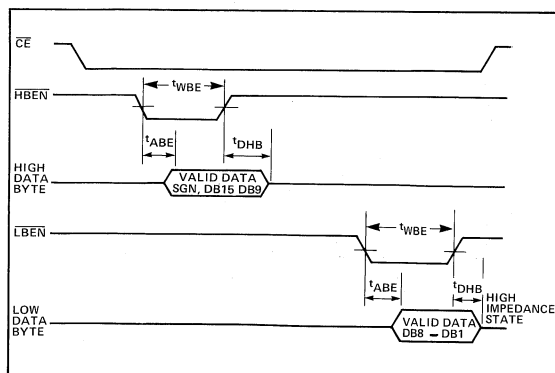 CE
HBEN
tWBE
tABE
tDHB
HIGH
DATA
BYTE
VALID DATA
SGN, DB15 DB9
LBEN
tWBE
tABE
tDHB
HIGH
IMPEDANCE
STATE
LOW
DATA
BYTE
VALID DATA
DB8 – DB1